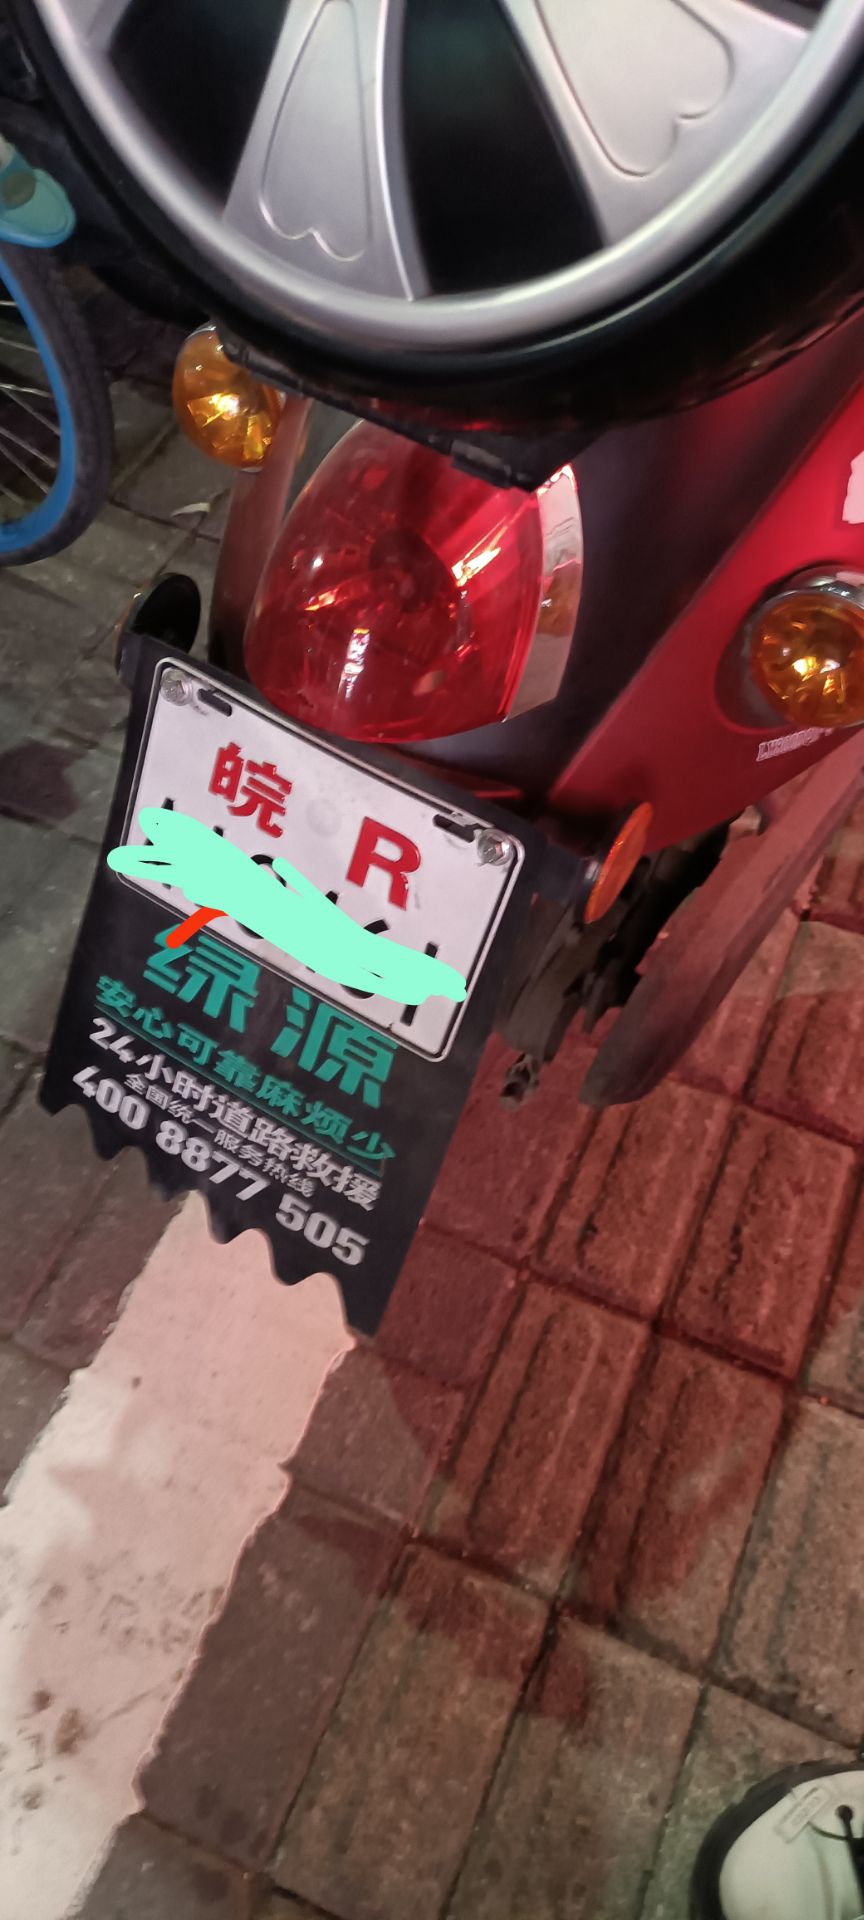 皖 R
绿源
安心可靠麻烦少
24小时道路救援
全国统一服务热线
400 8877 505